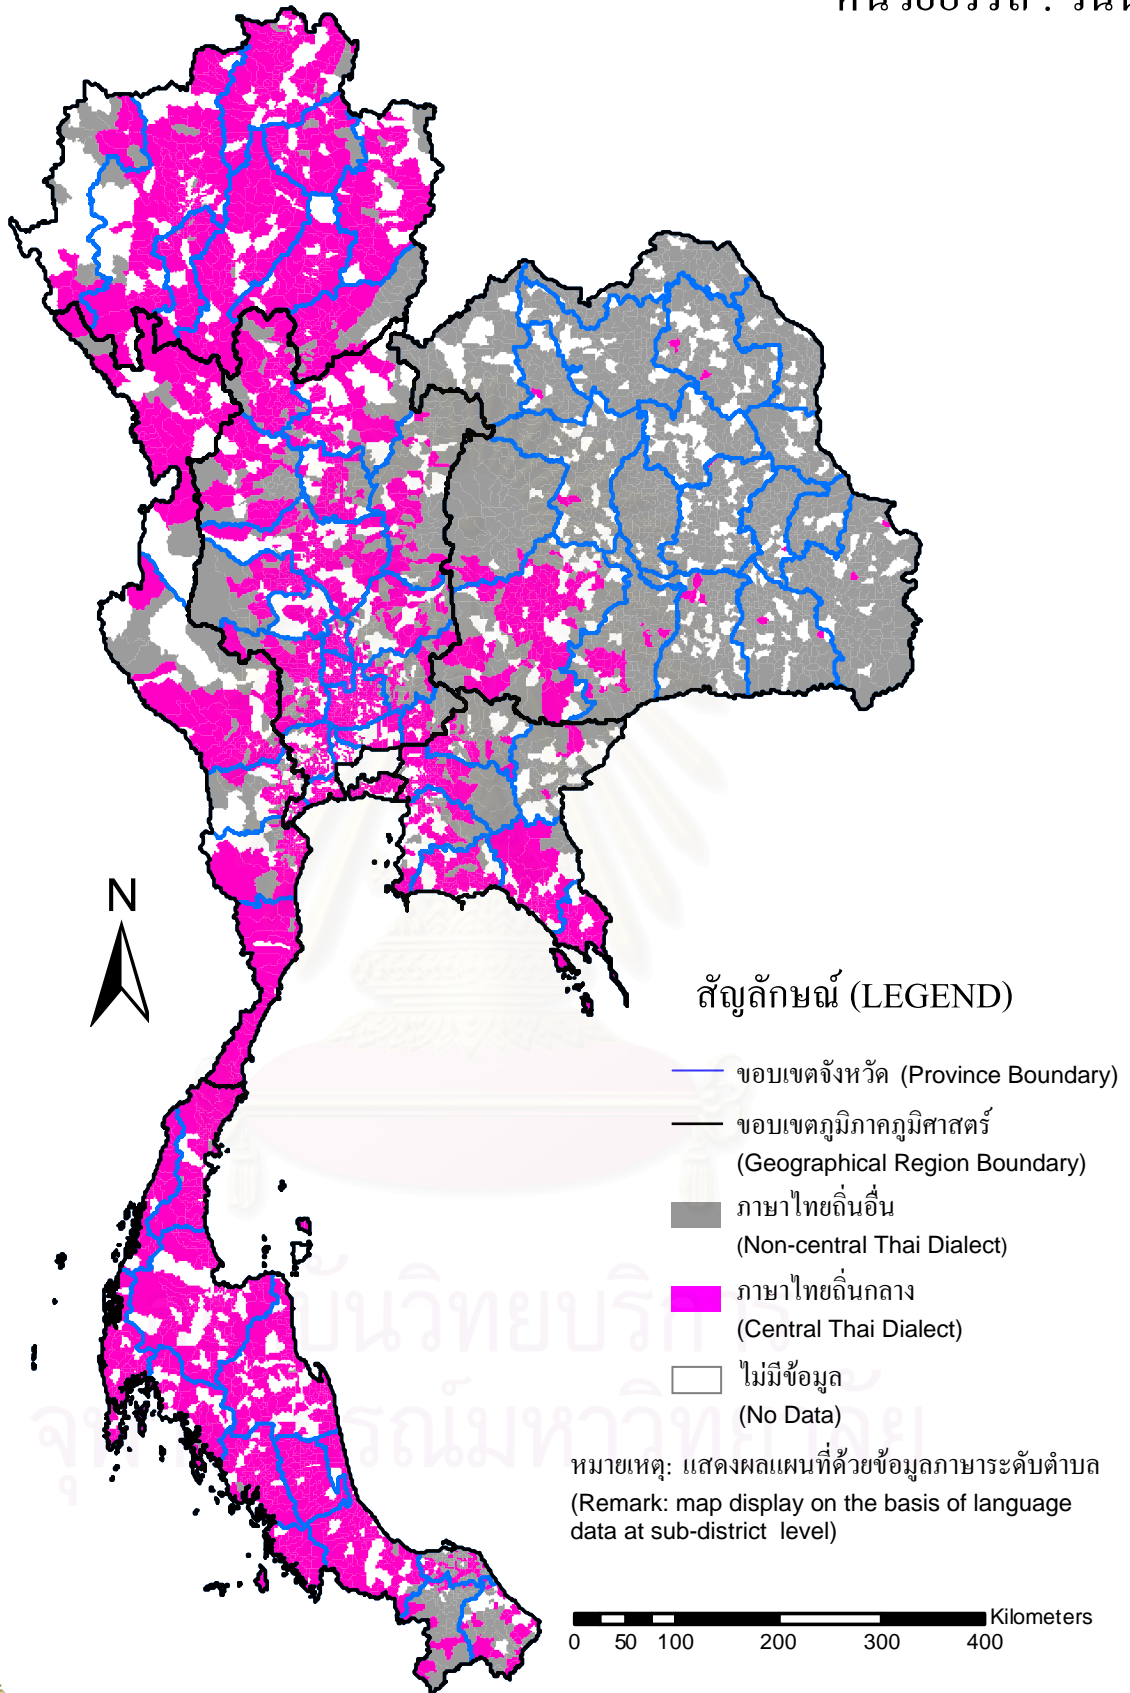 N
สัญลักษณ์ (LEGEND)
ขอบเขตจังหวัด (Province Boundary)
ขอบเขตภูมิภาคภูมิศาสตร์
(Geographical Region Boundary)
ภาษาไทยถิ่นอื่น
(Non-central Thai Dialect)
ภาษาไทยถิ่นกลาง
(Central Thai Dialect)
ไม่มีข้อมูล
(No Data)
หมายเหตุ: แสดงผลแผนที่ด้วยข้อมูลภาษาระดับตำบล
(Remark: map display on the basis of language
data at sub-district level)
Kilometers
0 50 100 200 300 400